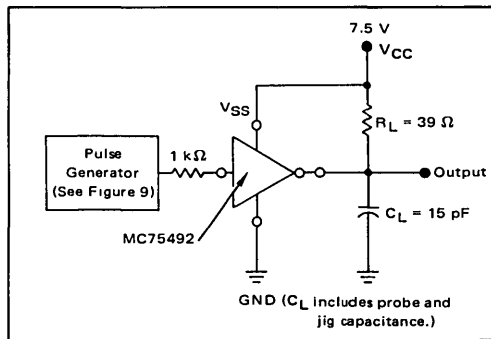 7.5 V
VCC
VSS
RL = 39 Ω
Pulse
Generator
(See Figure 9)
1 kΩ
Output
MC75492
CL = 15 pF
GND (CL includes probe and
jig capacitance.)